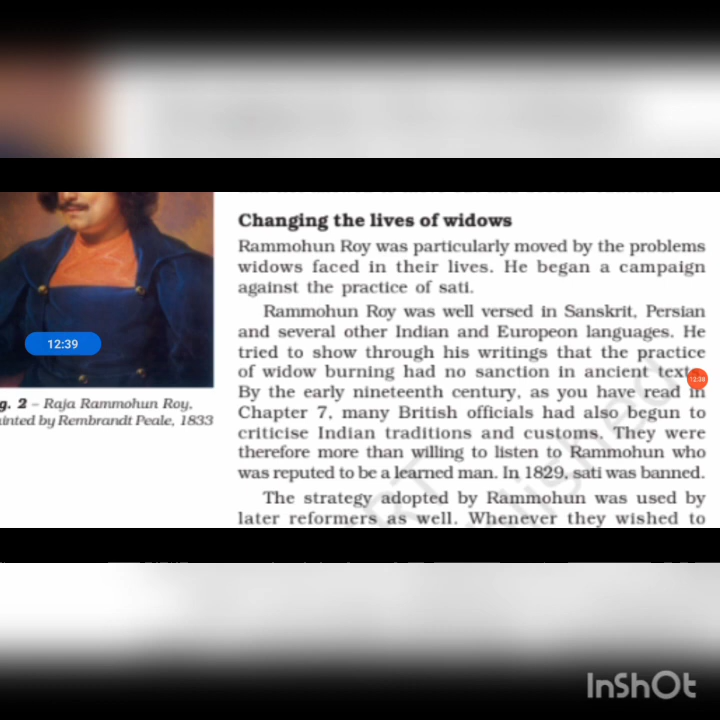 Changing the lives of widows
Rammohun Roy was particularly moved by the problems
widows faced in their lives. He began a campaign
against the practice of sati.
Rammohun Roy was well versed in Sanskrit, Persian
and several other Indian and Europeon languages. He
tried to show through his writings that the practice
of widow burning had no sanction in ancient
By the early nineteenth century, as you have read in
Chapter 7, many British officials had also begun to
criticise Indian traditions and customs. They were
therefore more than willing to listen to Rammohun who
was reputed to be a learned man. In 1829, sati was banned.
The strategy adopted by Rammohun was used by
later reformers as well. Whenever they wished to
12:39
g. 2 – Raja Rammohun Roy,
inted by Rembrandt Peale, 1833
InShOt